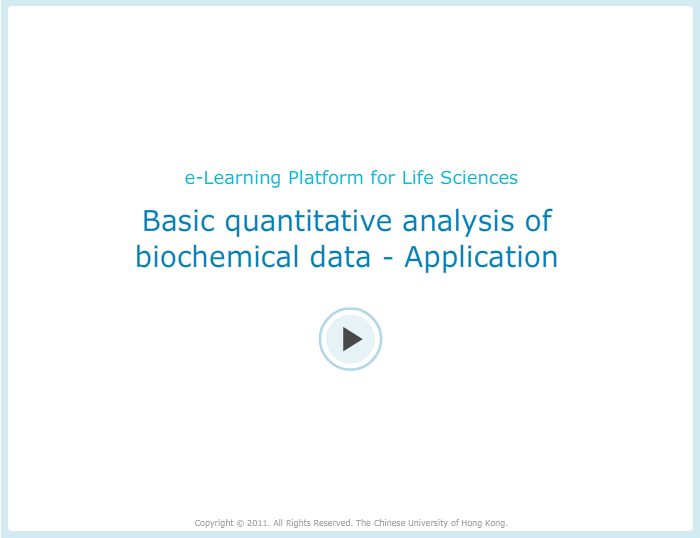 e-Learning Platform for Life Sciences
Basic quantitative analysis of
biochemical data - Application
Copyright © 2011. All Rights Reserved. The Chinese University of Hong Kong.